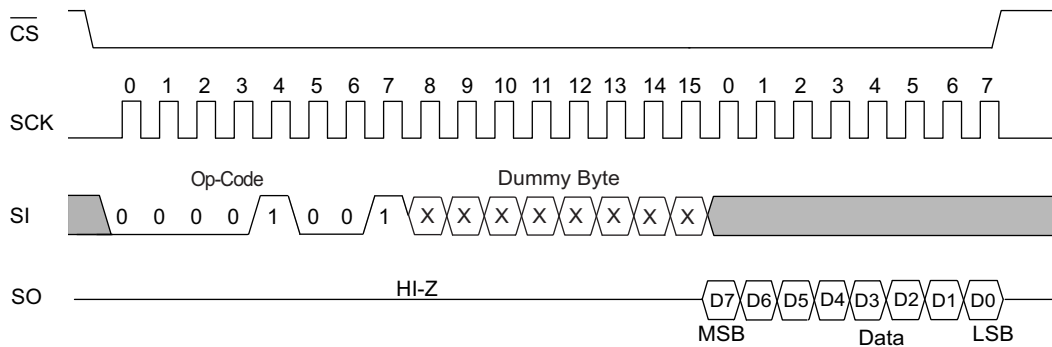 CS
0 1 2 3 4 5 6 7 8 9 10 11 12 13 14 15 0 1 2 3 4 5 6 7
SCK
Op-Code Dummy Byte
SI 0 0 0 0 1 0 0 1 X X X X X X X X
HI-Z
SO D7 D6 D5 D4 D3 D2 D1 D0
MSB Data LSB